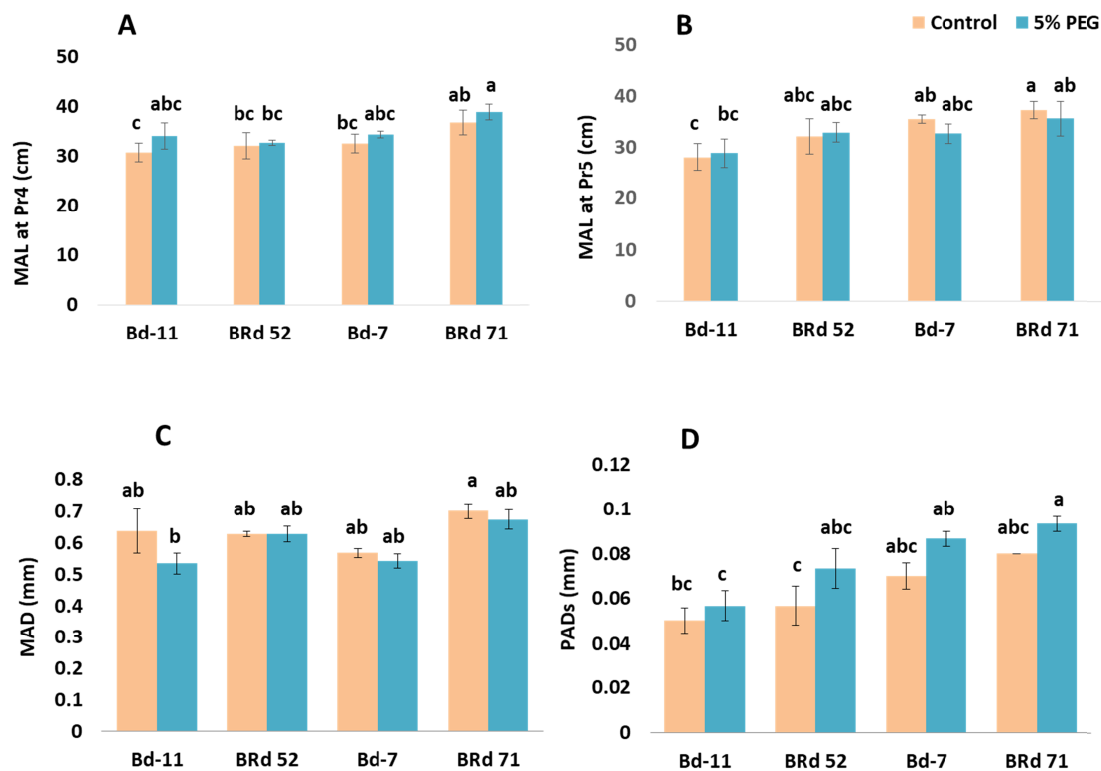 A
MAL at Pr4 (cm)
50
40
30
20
10
0
c abc bc bc bc abc ab a
Bd-11 BRd 52 Bd-7 BRd 71
B
Control 5% PEG
MAL at Pr5 (cm)
50
40
30
20
10
0
c bc abc ab ab abc a ab
Bd-11 BRd 52 Bd-7 BRd 71
C
MAD (mm)
0.8
0.7
0.6
0.5
0.4
0.3
0.2
0.1
0
ab b ab ab ab ab a ab
Bd-11 BRd 52 Bd-7 BRd 71
D
PADs (mm)
0.12
0.1
0.08
0.06
0.04
0.02
0
bc c c abc abc ab abc a
Bd-11 BRd 52 Bd-7 BRd 71